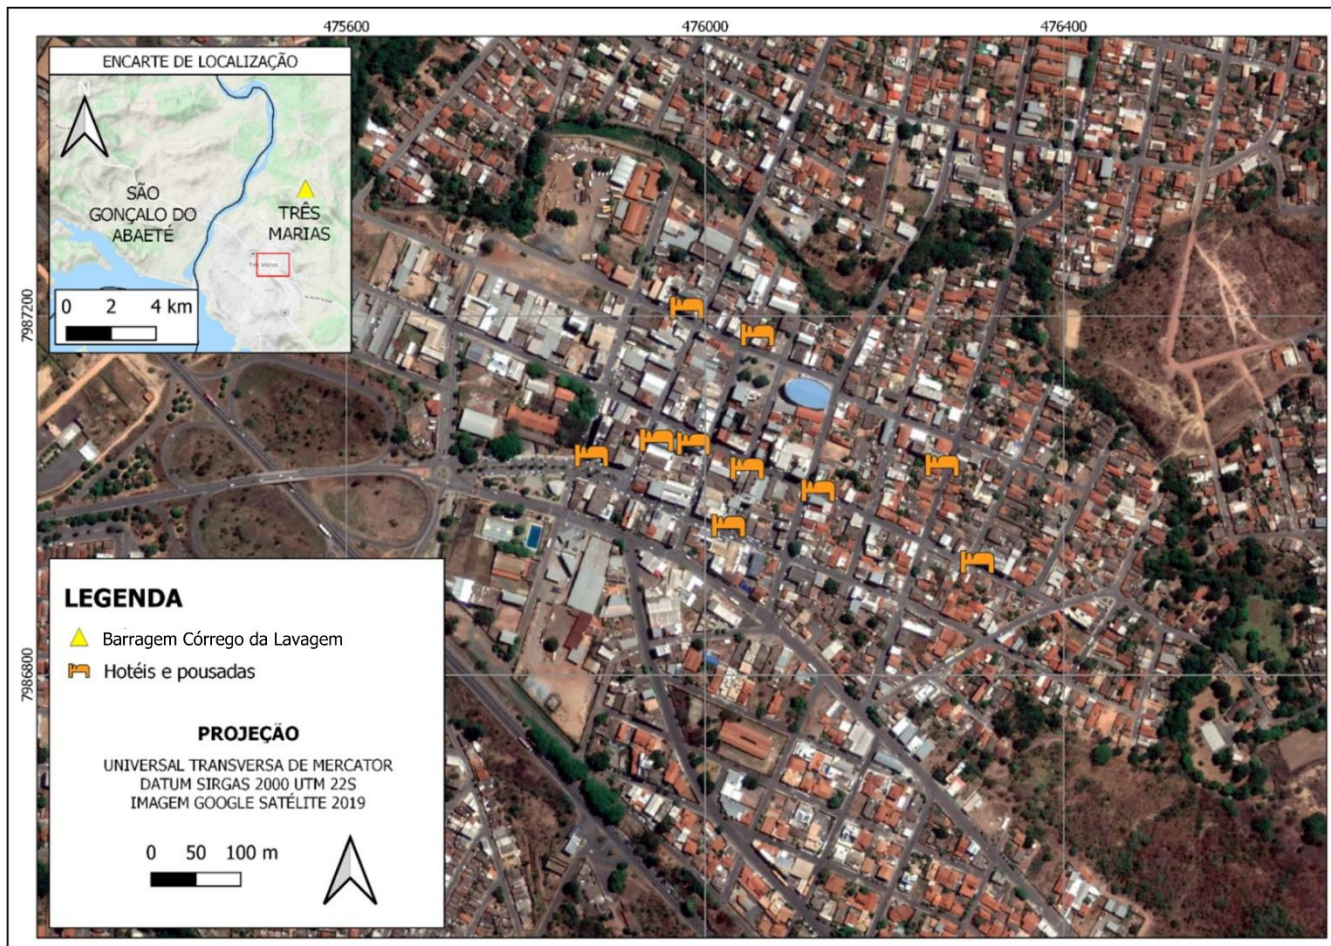 475600
476000
476400
ENCARTE DE LOCALIZAÇÃO
N
SÃO
GONÇALO DO
ABAETÉ
TRÊS
MARIAS
Três Marias
0 2 4 km
7987200
7986800
LEGENDA
Barragem Córrego da Lavagem
Hotéis e pousadas
PROJEÇÃO
UNIVERSAL TRANSVERSA DE MERCATOR
DATUM SIRGAS 2000 UTM 22S
IMAGEM GOOGLE SATÉLITE 2019
0 50 100 m